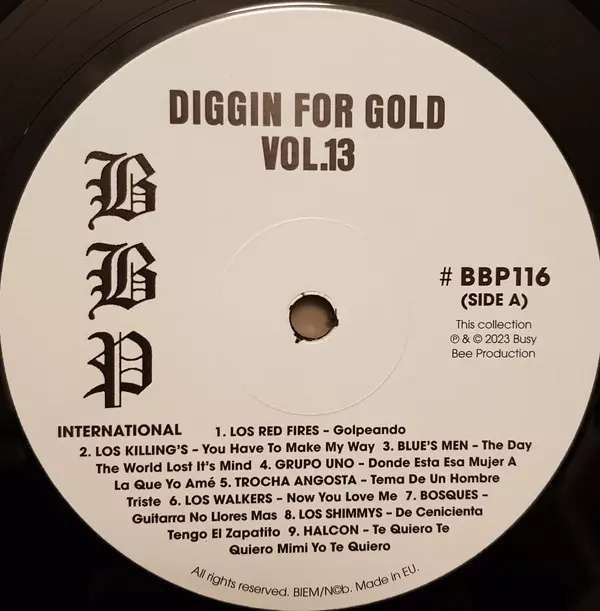 DIGGIN FOR GOLD
VOL.13
B
B
P
# BBP116
(SIDE A)
This collection
℗ & © 2023 Busy
Bee Production
INTERNATIONAL 1. LOS RED FIRES – Golpeando
2. LOS KILLING'S – You Have To Make My Way 3. BLUE'S MEN – The Day
The World Lost It's Mind 4. GRUPO UNO – Donde Esta Esa Mujer A
La Que Yo Amé 5. TROCHA ANGOSTA – Tema De Un Hombre
Triste 6. LOS WALKERS – Now You Love Me 7. BOSQUES –
Guitarra No Llores Mas 8. LOS SHIMMYS – De Cenicienta
Tengo El Zapatito 9. HALCON – Te Quiero Te
Quiero Mimi Yo Te Quiero
All rights reserved. BIEM/N©b. Made in EU.